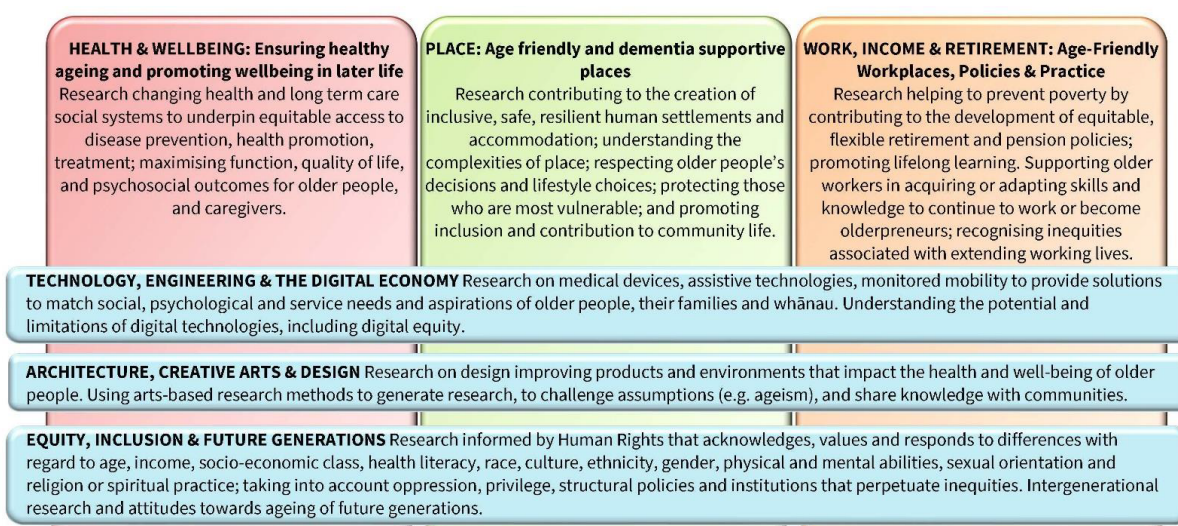 HEALTH & WELLBEING: Ensuring healthy
ageing and promoting wellbeing in later life
Research changing health and long term care
social systems to underpin equitable access to
disease prevention, health promotion,
treatment; maximising function, quality of life,
and psychosocial outcomes for older people,
and caregivers.
PLACE: Age friendly and dementia supportive
places
Research contributing to the creation of
inclusive, safe, resilient human settlements and
accommodation; understanding the
complexities of place; respecting older people's
decisions and lifestyle choices; protecting those
who are most vulnerable; and promoting
inclusion and contribution to community life.
WORK, INCOME & RETIREMENT: Age-Friendly
Workplaces, Policies & Practice
Research helping to prevent poverty by
contributing to the development of equitable,
flexible retirement and pension policies;
promoting lifelong learning. Supporting older
workers in acquiring or adapting skills and
knowledge to continue to work or become
olderpreneurs; recognising inequities
associated with extending working lives.
TECHNOLOGY, ENGINEERING & THE DIGITAL ECONOMY Research on medical devices, assistive technologies, monitored mobility to provide solutions
to match social, psychological and service needs and aspirations of older people, their families and whānau. Understanding the potential and
limitations of digital technologies, including digital equity.
ARCHITECTURE, CREATIVE ARTS & DESIGN Research on design improving products and environments that impact the health and well-being of older
people. Using arts-based research methods to generate research, to challenge assumptions (e.g. ageism), and share knowledge with communities.
EQUITY, INCLUSION & FUTURE GENERATIONS Research informed by Human Rights that acknowledges, values and responds to differences with
regard to age, income, socio-economic class, health literacy, race, culture, ethnicity, gender, physical and mental abilities, sexual orientation and
religion or spiritual practice; taking into account oppression, privilege, structural policies and institutions that perpetuate inequities. Intergenerational
research and attitudes towards ageing of future generations.